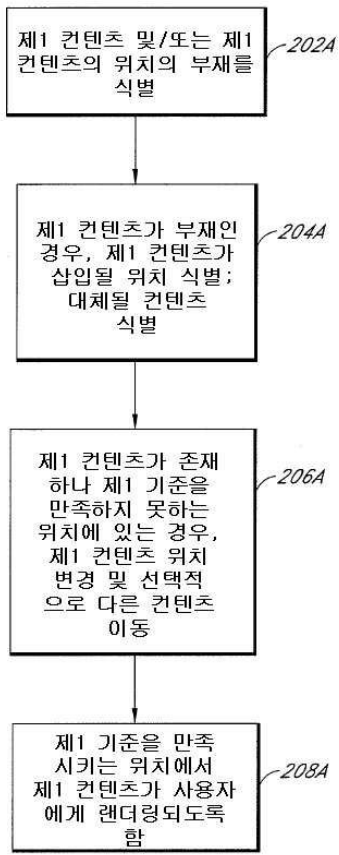 제1 컨텐츠 및/또는 제1
컨텐츠의 위치의 부재를
식별
202A
제1 컨텐츠가 부재인
경우, 제1 컨텐츠가
삽입될 위치 식별;
대체될 컨텐츠
식별
204A
제1 컨텐츠가 존재
하나 제1 기준을
만족하지 못하는
위치에 있는 경우,
제1 컨텐츠 위치
변경 및 선택적
으로 다른 컨텐츠
이동
206A
제1 기준을 만족
시키는 위치에서
제1 컨텐츠가 사용자
에게 랜더링되도록
함
208A